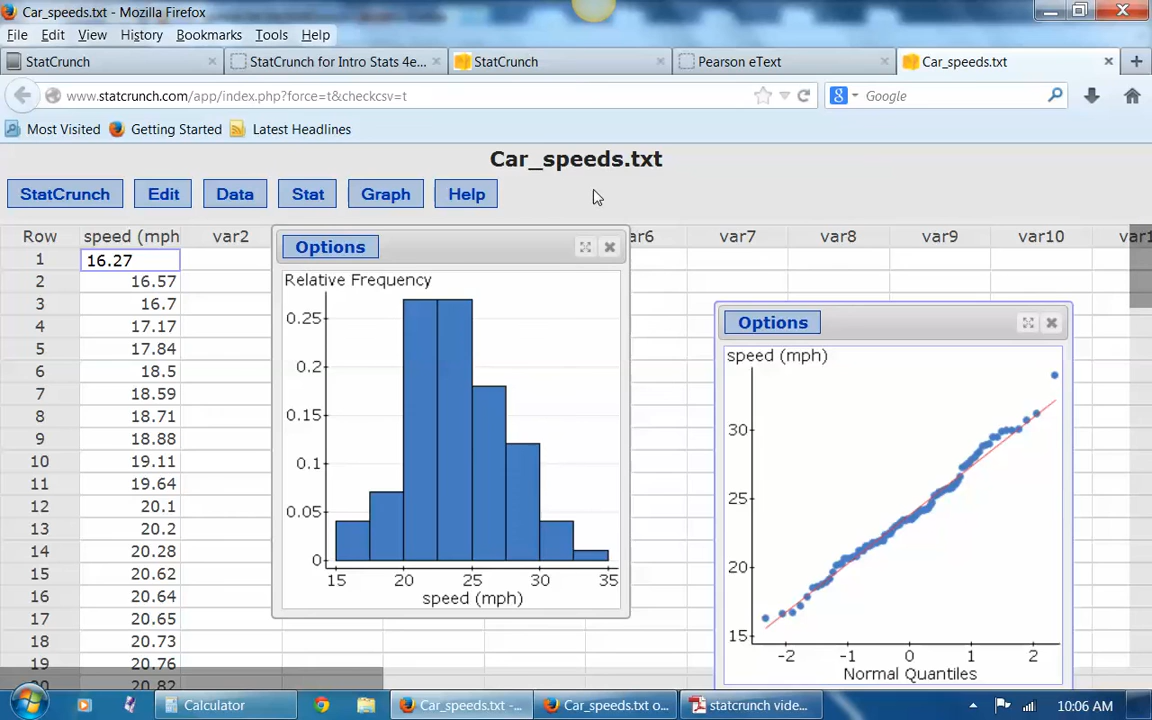 Car_speeds.txt - Mozilla Firefox
File Edit View History Bookmarks Tools Help
StatCrunch StatCrunch for Intro Stats 4e... StatCrunch Pearson eText Car_speeds.txt
www.statcrunch.com/app/index.php?force=t&checkcsv=t Google
Most Visited Getting Started Latest Headlines
Car_speeds.txt
StatCrunch Edit Data Stat Graph Help
Row speed (mph var2 var6 var7 var8 var9 var10 var1
Options
Relative Frequency
0.25
0.2
0.15
0.1
0.05
0
15 20 25 30 35
speed (mph)
Options
speed (mph)
30
25
20
15
-2 -1 0 1 2
Normal Quantiles
1 16.27
2 16.57
3 16.7
4 17.17
5 17.84
6 18.5
7 18.59
8 18.71
9 18.88
10 19.11
11 19.64
12 20.1
13 20.2
14 20.28
15 20.62
16 20.64
17 20.65
18 20.73
19 20.76
20 20.82
Calculator Car_speeds.txt -... Car_speeds.txt o... statcrunch vide... 10:06 AM